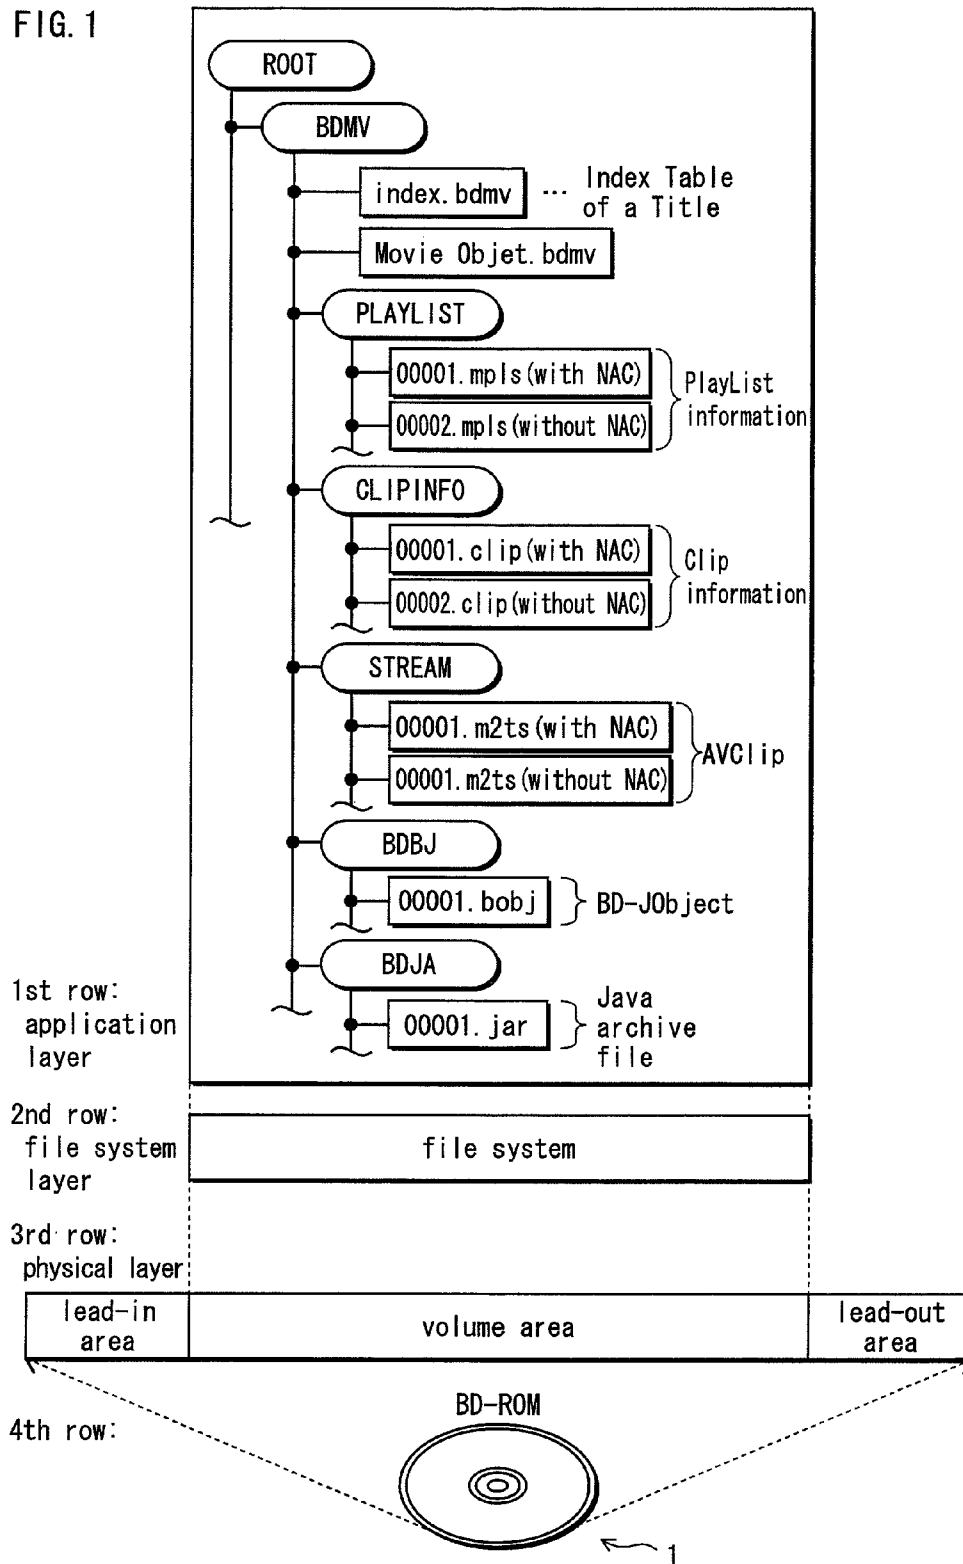 FIG. 1
ROOT
BDMV
index.bdmv ... Index Table
of a Title
Movie Objet.bdmv
PLAYLIST
00001.mpls(with NAC)
00002.mpls(without NAC)
PlayList
information
CLIPINFO
00001.clip(with NAC)
00002.clip(without NAC)
Clip
information
STREAM
00001.m2ts(with NAC)
00001.m2ts(without NAC)
AVClip
BDBJ
00001.bobj
BD-JObject
BDJA
00001.jar
Java
archive
file
1st row:
application
layer
2nd row:
file system
layer
file system
3rd row:
physical layer
lead-in
area
volume area
lead-out
area
BD-ROM
4th row:
1